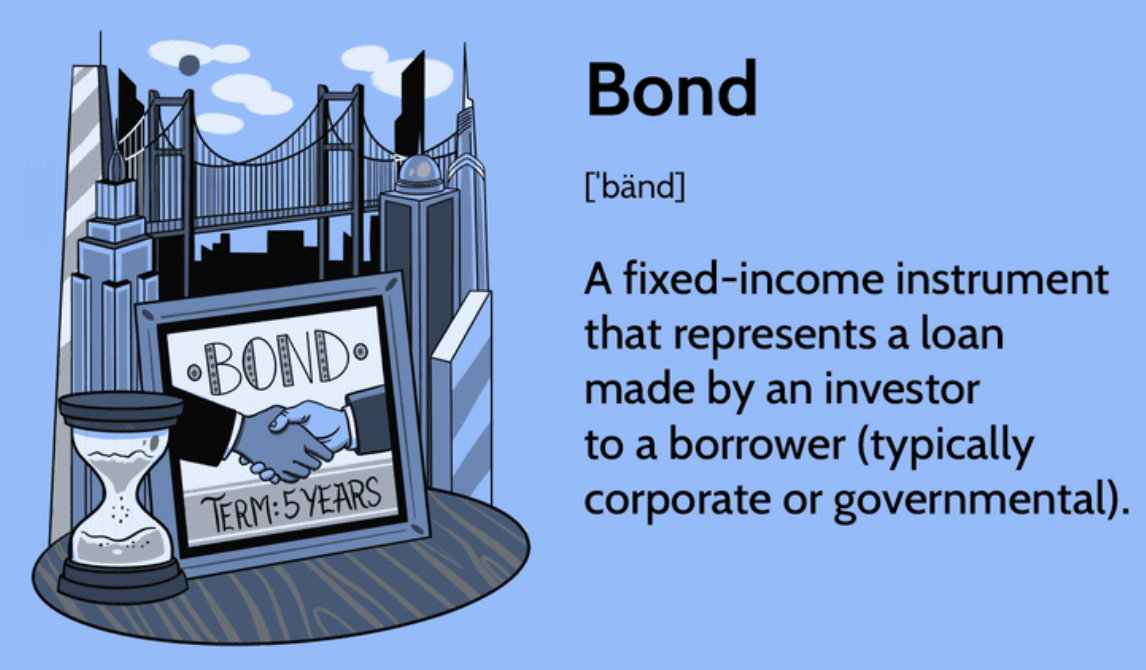 Bond
['bänd]
A fixed-income instrument
that represents a loan
made by an investor
to a borrower (typically
corporate or governmental).
BOND
TERM: 5 YEARS